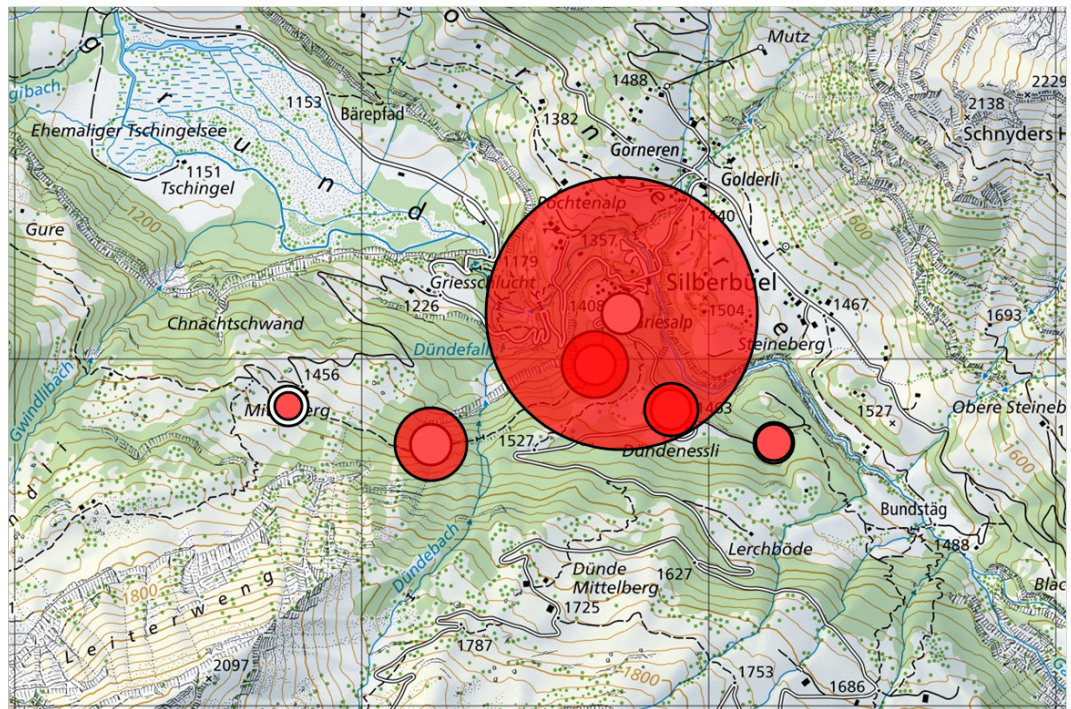 Mutz
2229
1488
2138
gibach
1153
Bärepfad
1382
Ehemaliger Tschingelsee
Schnyders H
Gorneren
1151
Tschingel
Golderli
g r u n d
o r n e r e
1200
Pochtenalp
1440
1600
Gure
1357
1179
Silberbüel
Griesschlucht
1226
1408
1504
1467
Griesalp
1693
Chnächtschwand
Steineberg
Dündefall
Gwindlibach
1456
Mittelberg
1463
1527
Obere Steineb
1527
Dündenessli
1600
Bundstäg
Dündebach
Lerchböde
1488
Dünde
Mittelberg
1627
1800
Blac
1725
Leiterweng
1787
2097
1800
1753
1686